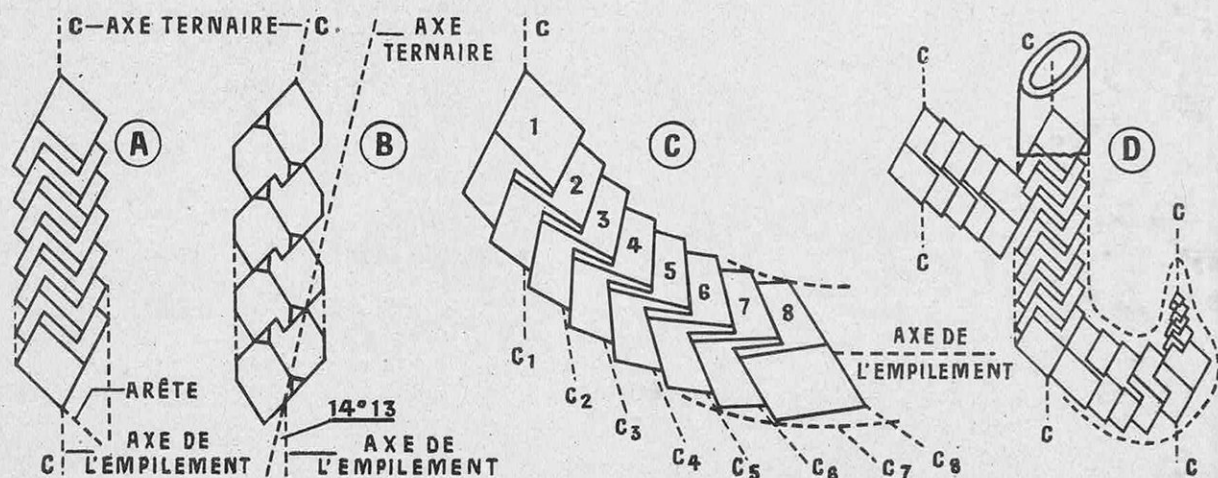 C—AXE TERNAIRE—C
AXE
TERNAIRE
A
ARÊTE
AXE DE
L'EMPILEMENT
C
B
14°13
AXE DE
L'EMPILEMENT
C
C
1
2
3
4
5
6
7
8
AXE DE
L'EMPILEMENT
C1
C2
C3
C4
C5
C6
C7
C8
C
C
D
C
C
C
C